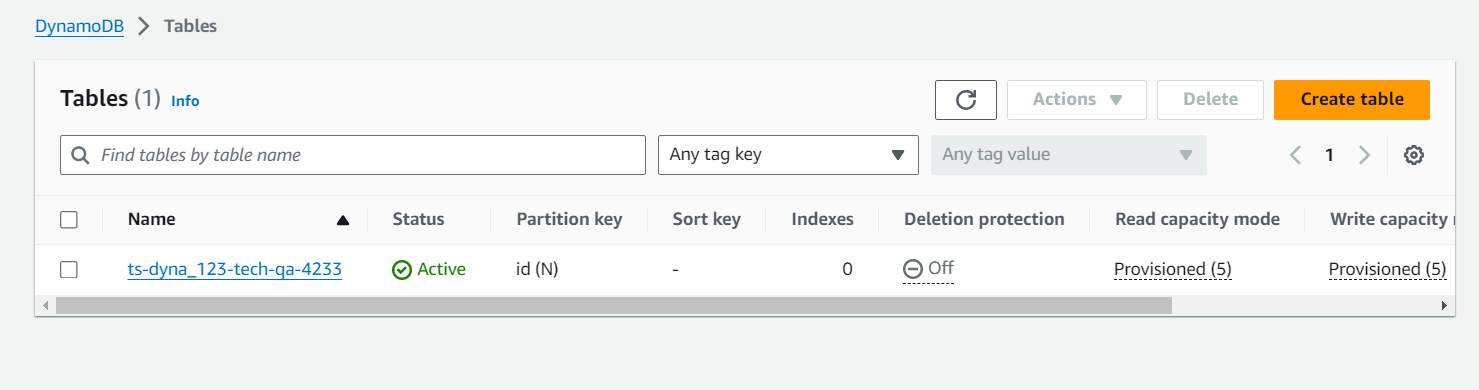 DynamoDB > Tables
Tables (1) Info Actions Delete Create table
Find tables by table name Any tag key Any tag value 1
Name Status Partition key Sort key Indexes Deletion protection Read capacity mode Write capacity
ts-dyna_123-tech-qa-4233 Active id (N) - 0 Off Provisioned (5) Provisioned (5)